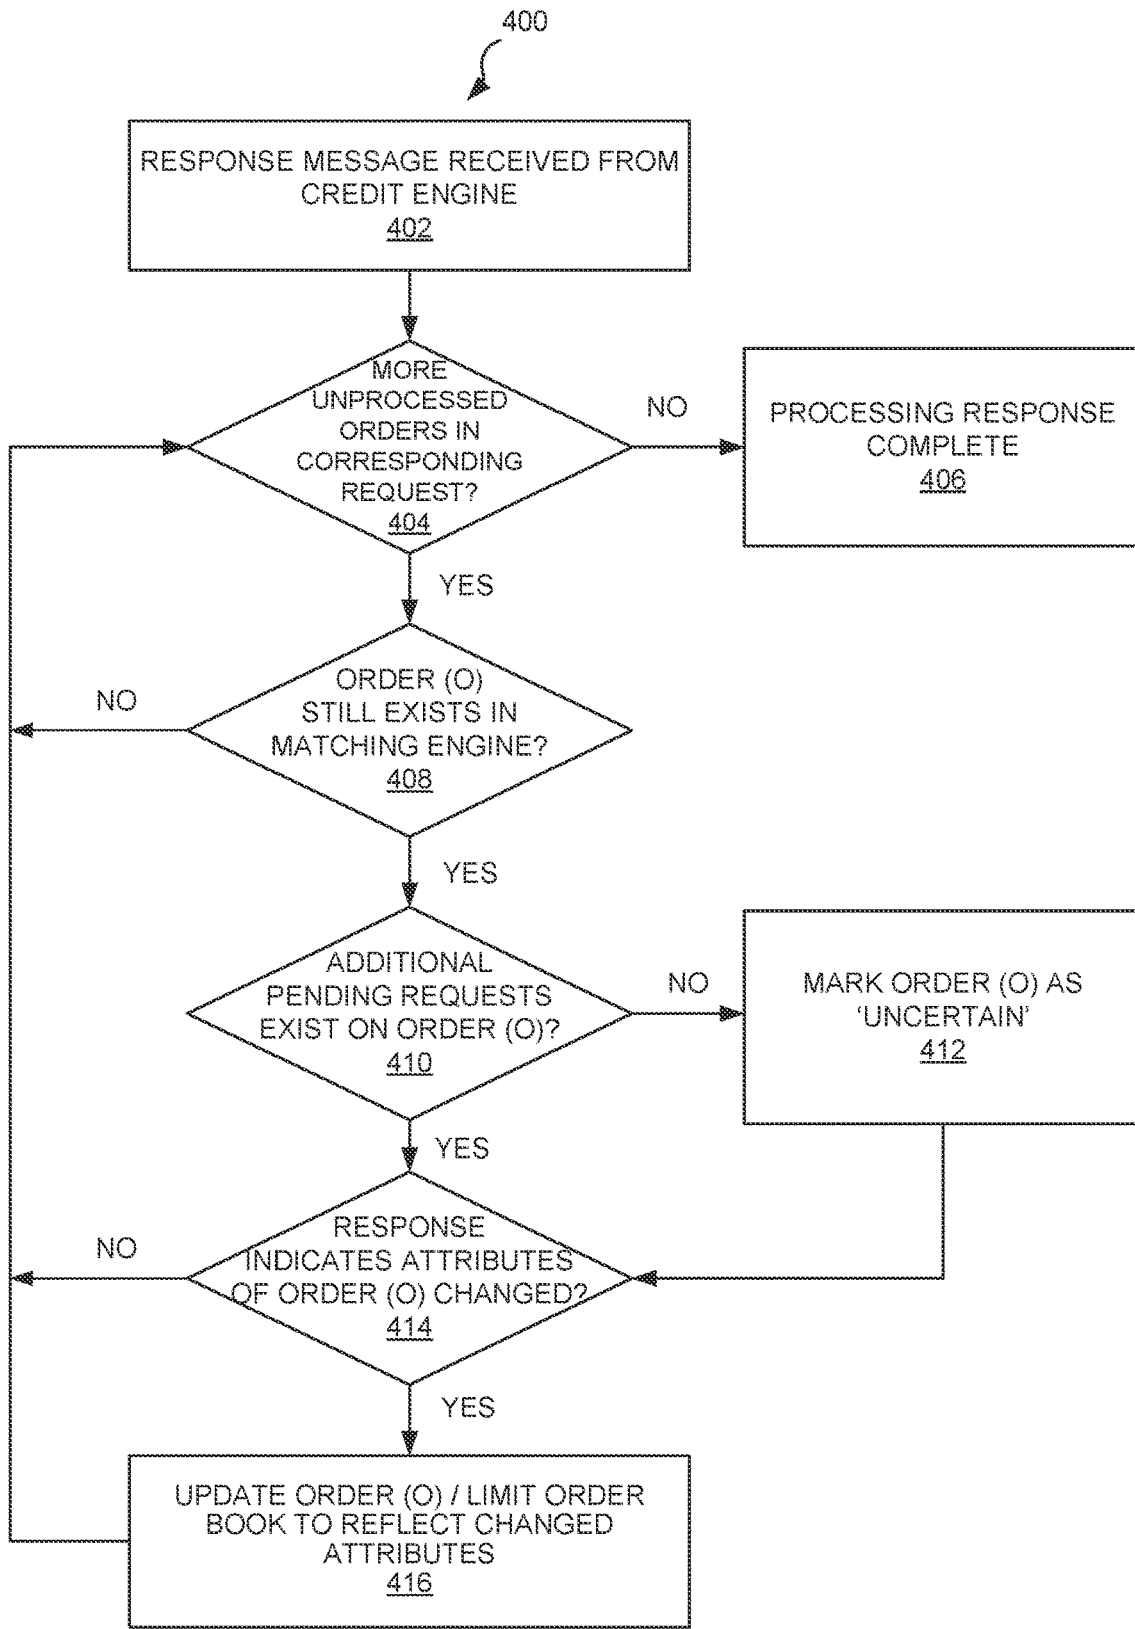 400
RESPONSE MESSAGE RECEIVED FROM
CREDIT ENGINE
402
MORE
UNPROCESSED
ORDERS IN
CORRESPONDING
REQUEST?
404
NO
PROCESSING RESPONSE
COMPLETE
406
YES
ORDER (O)
STILL EXISTS IN
MATCHING ENGINE?
408
NO
YES
ADDITIONAL
PENDING REQUESTS
EXIST ON ORDER (O)?
410
NO
MARK ORDER (O) AS
‘UNCERTAIN’
412
YES
RESPONSE
INDICATES ATTRIBUTES
OF ORDER (O) CHANGED?
414
NO
YES
UPDATE ORDER (O) / LIMIT ORDER
BOOK TO REFLECT CHANGED
ATTRIBUTES
416